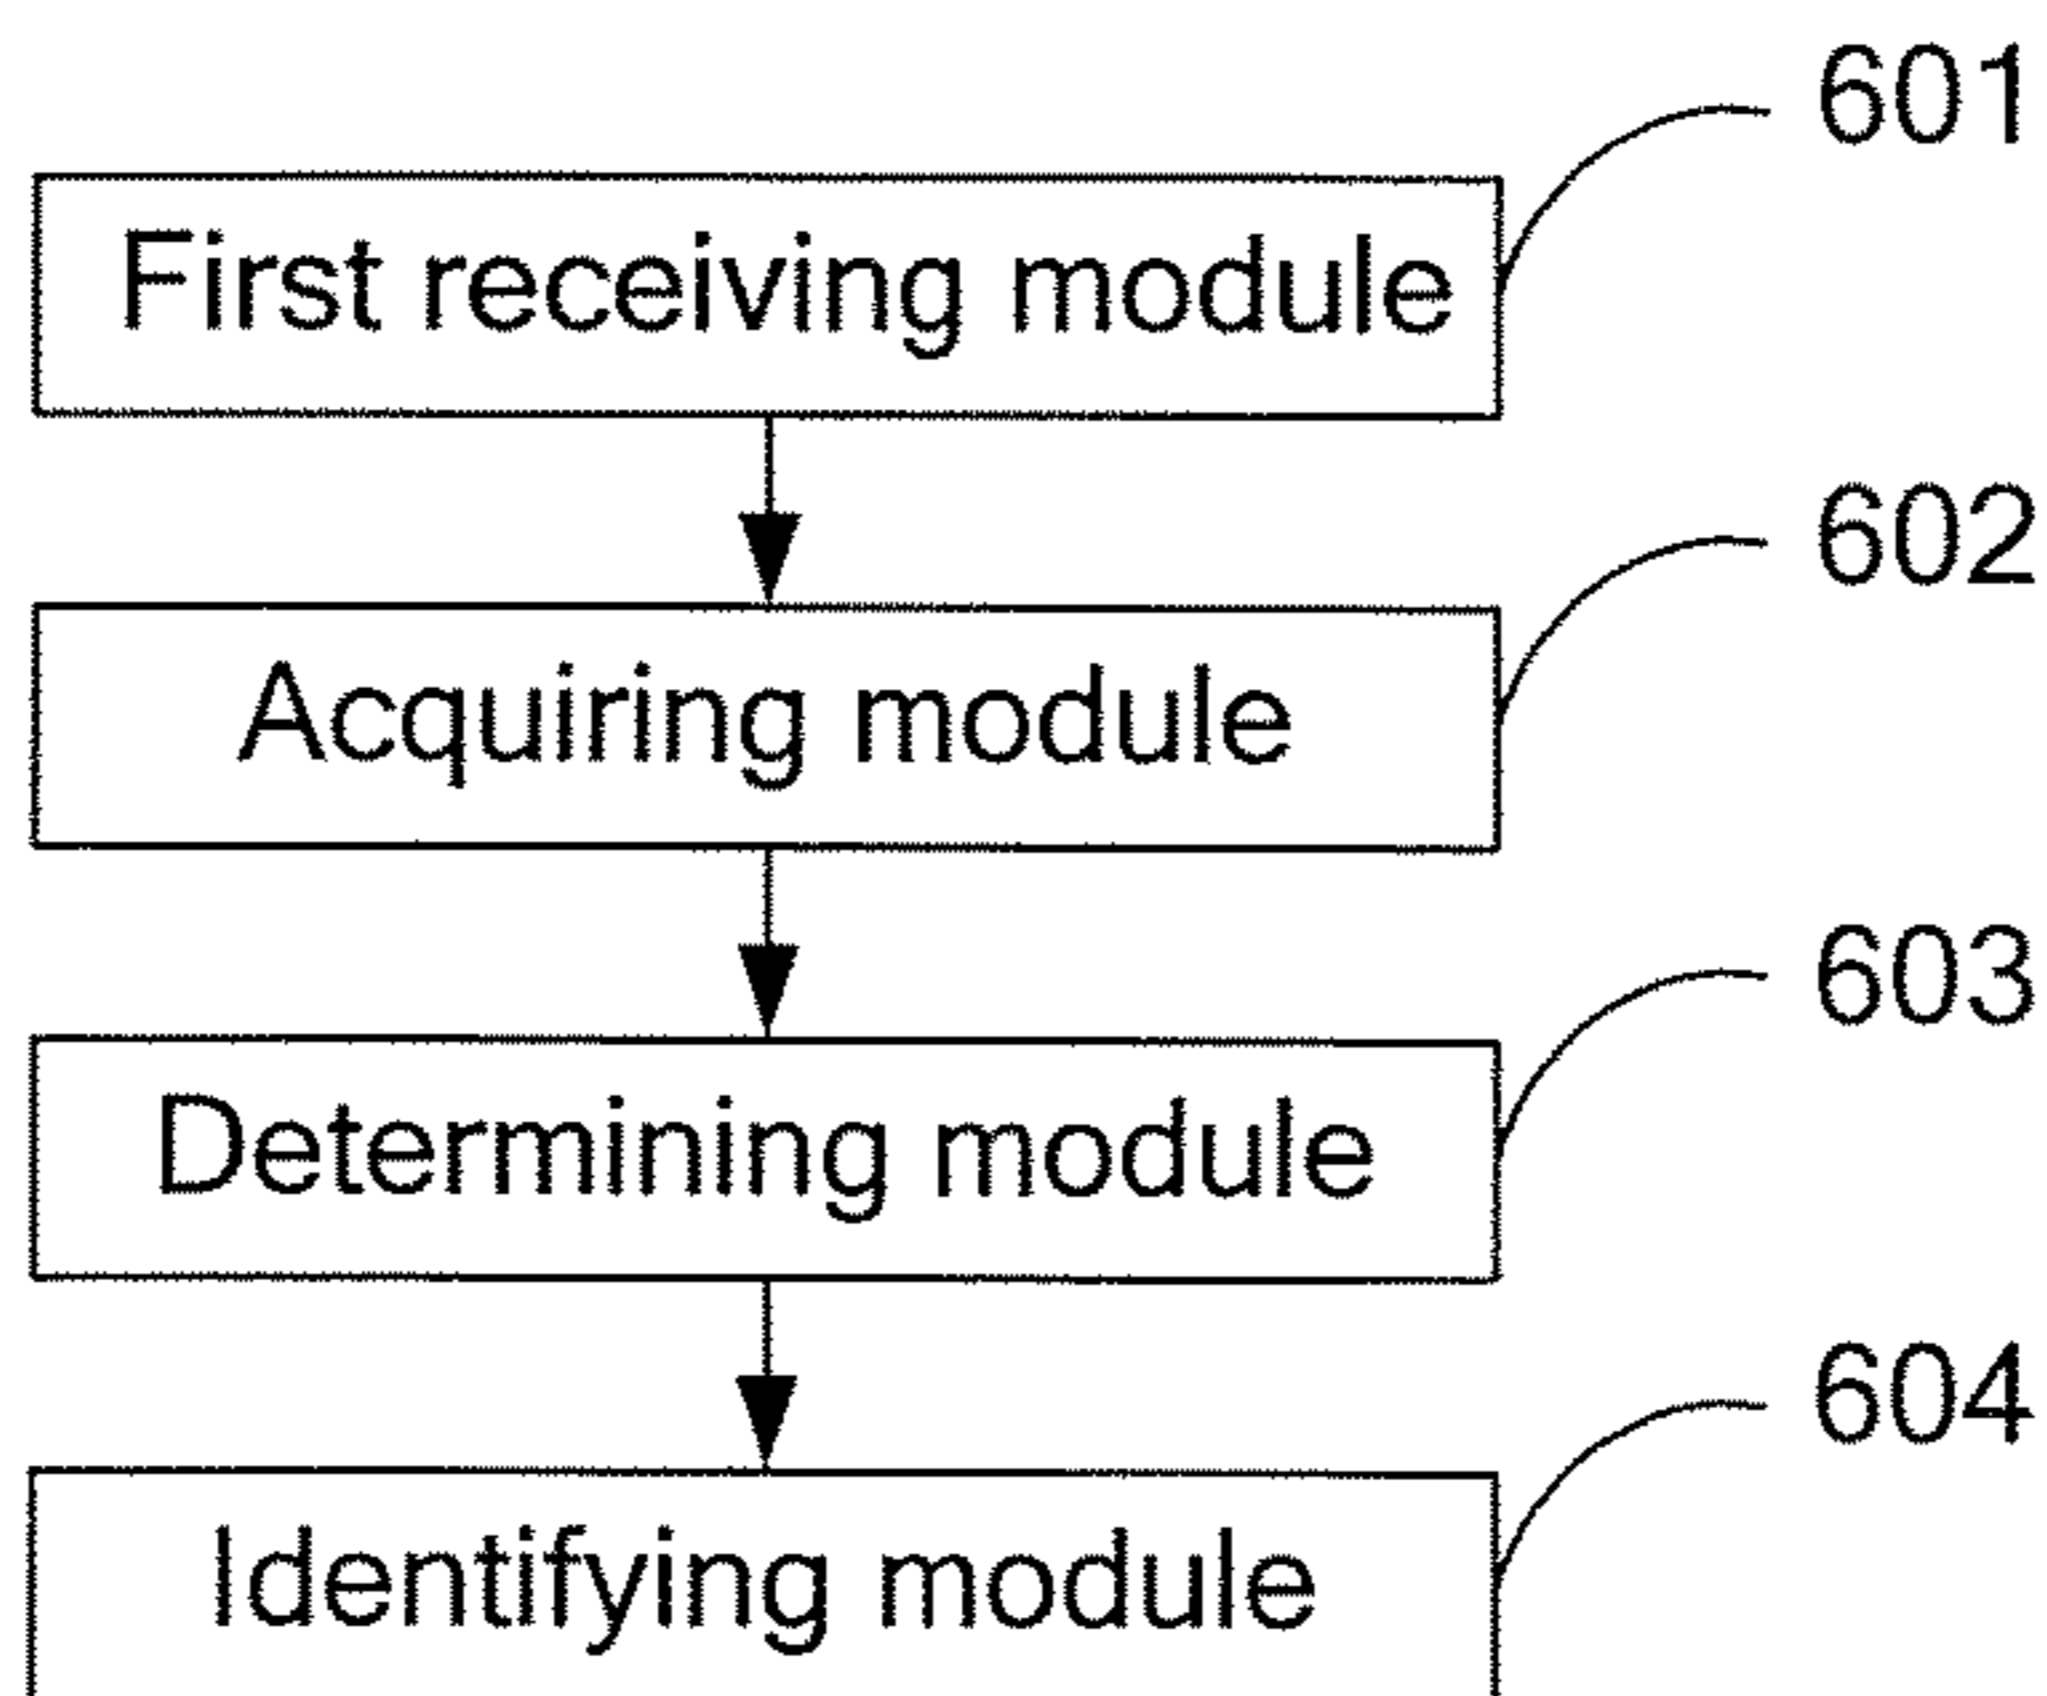 601
First receiving module
602
Acquiring module
603
Determining module
604
Identifying module